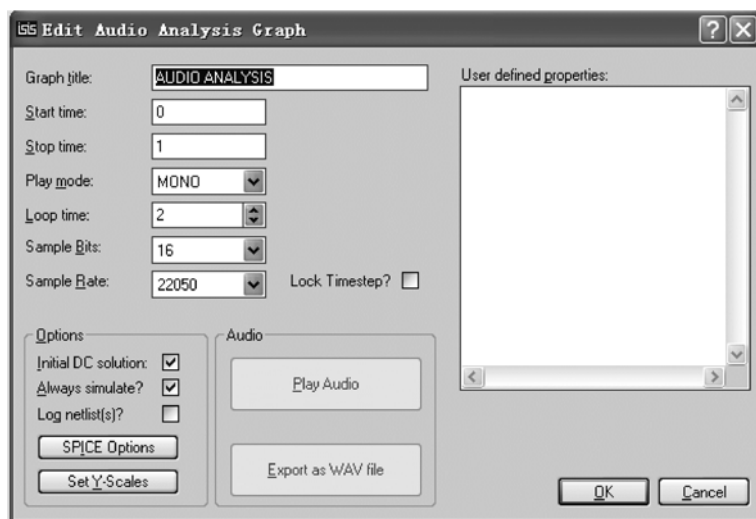 isis Edit Audio Analysis Graph
Graph title: AUDIO ANALYSIS
Start time: 0
Stop time: 1
Play mode: MONO
Loop time: 2
Sample Bits: 16
Sample Rate: 22050 Lock Timestep?
User defined properties:
Options
Initial DC solution:
Always simulate?
Log netlist(s)?
SPICE Options
Set Y-Scales
Audio
Play Audio
Export as WAV file
OK Cancel